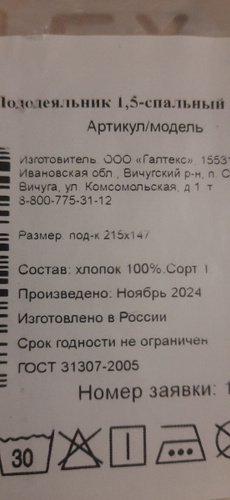 Пододеяльник 1,5-спальный
Артикул/модель
Изготовитель ООО «Галтекс», 15531
Ивановская обл., Вичугский р-н, п. С
Вичуга, ул. Комсомольская, д.1
8-800-775-31-12
Размер: под-к 215x147
Состав: хлопок 100%.Сорт I
Произведено: Ноябрь 2024
Изготовлено в России
Срок годности не ограничен
ГОСТ 31307-2005
Номер заявки: 1
30